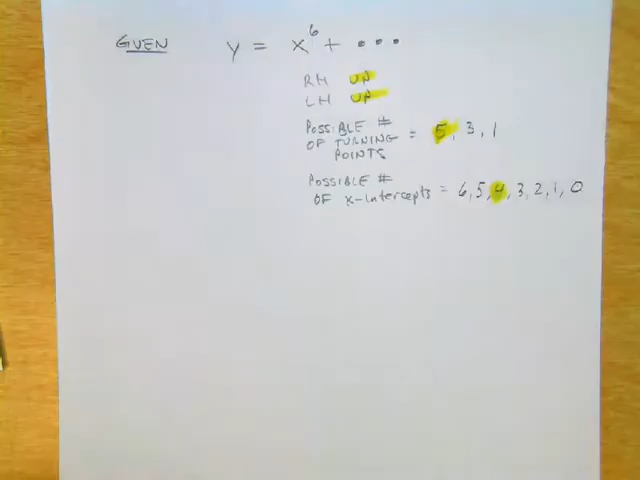 GIVEN y = x⁶ + •••
RH UP
LH UP
POSSIBLE #
OF TURNING = 5, 3, 1
POINTS
POSSIBLE #
OF x-intercepts = 6, 5, 4, 3, 2, 1, 0